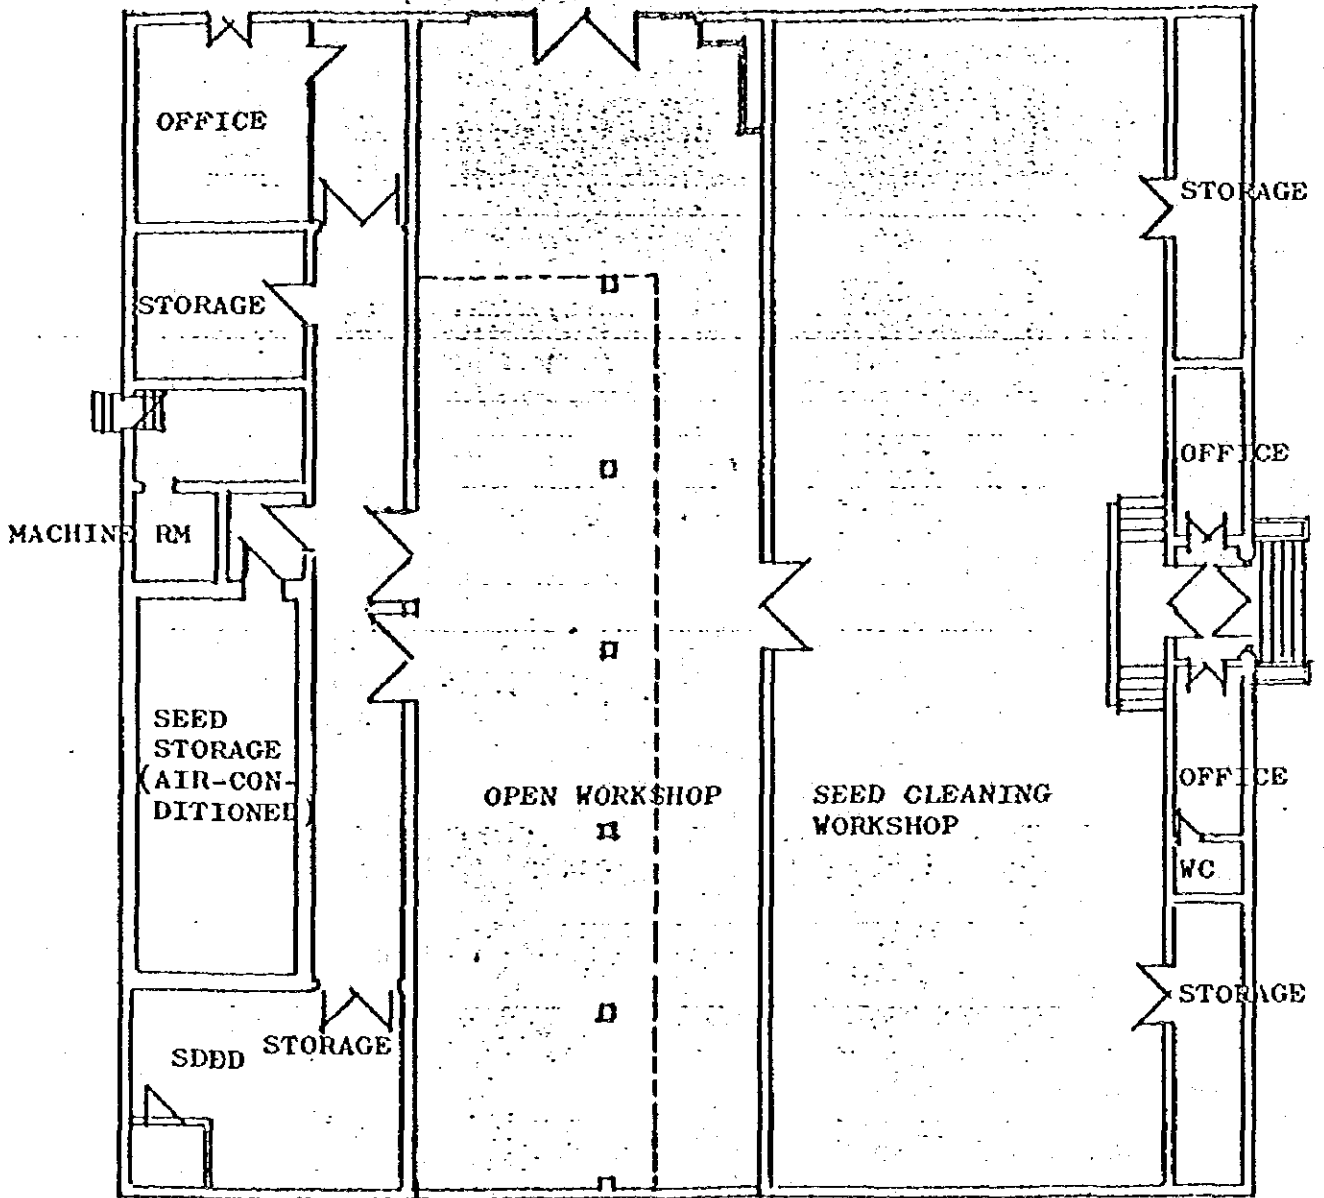 OFFICE
STORAGE
STORAGE
OFFICE
MACHINE RM
SEED
STORAGE
(AIR-CON-
DITIONED)
OPEN WORKSHOP
SEED CLEANING
WORKSHOP
OFFICE
WC
STORAGE
SDDD STORAGE